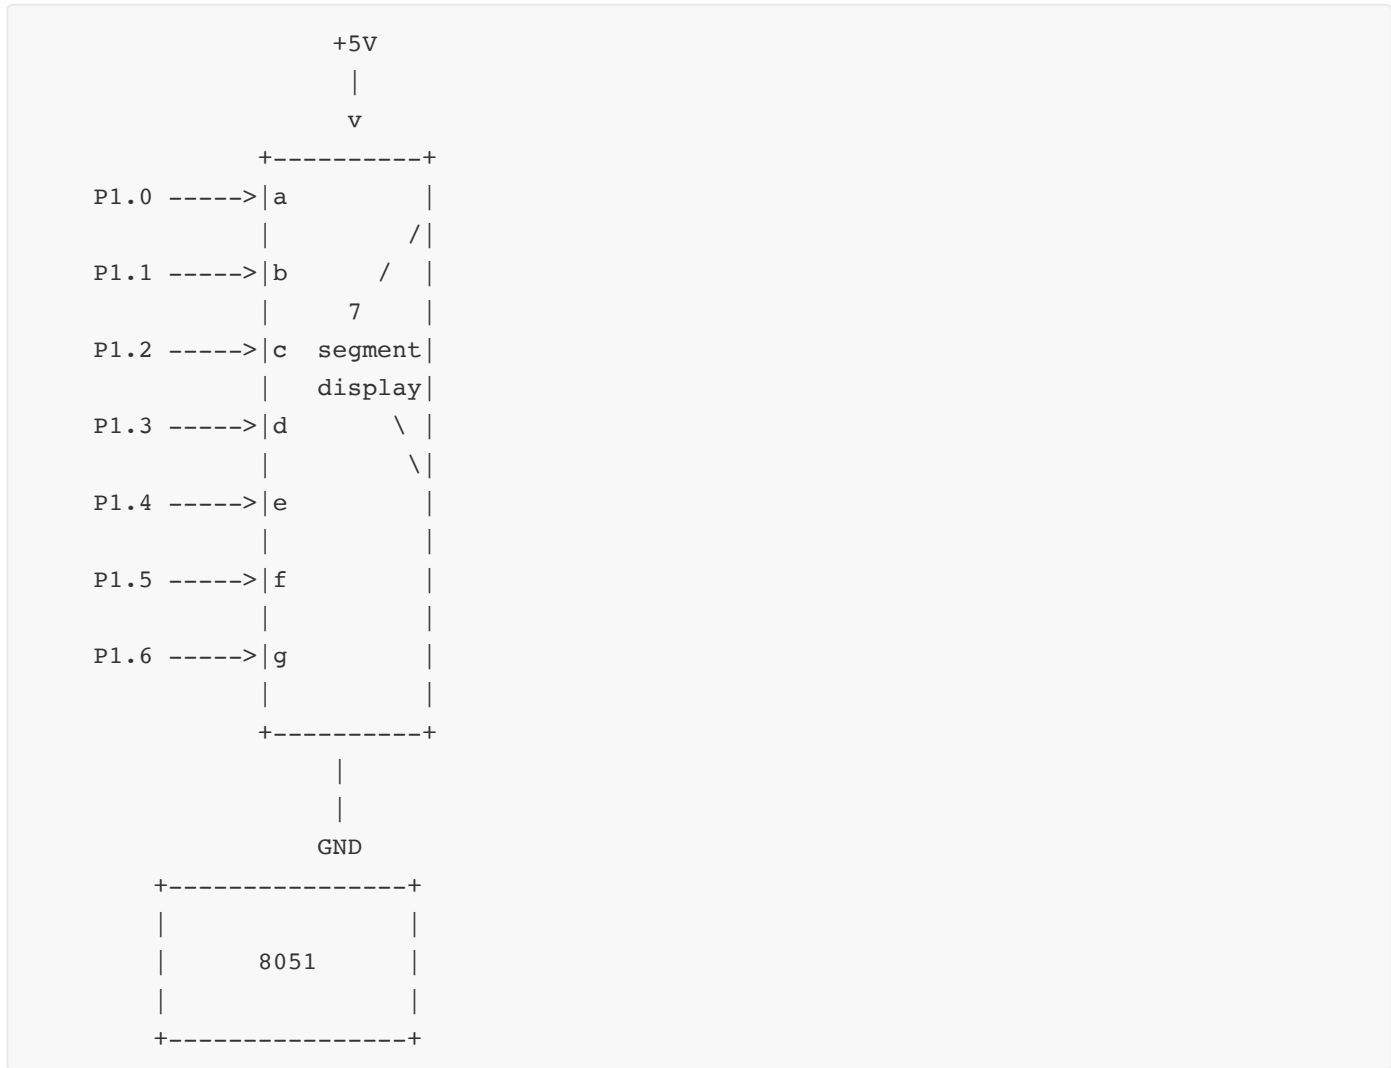 +5V
|
v
+----------+
P1.0 ----->|a          |
|         /|
P1.1 ----->|b      /  |
|     7    |
P1.2 ----->|c  segment|
|   display|
P1.3 ----->|d       \ |
|         \|
P1.4 ----->|e          |
|          |
P1.5 ----->|f          |
|          |
P1.6 ----->|g          |
|          |
+----------+
|
|
GND
+----------------+
|                |
|      8051      |
|                |
+----------------+